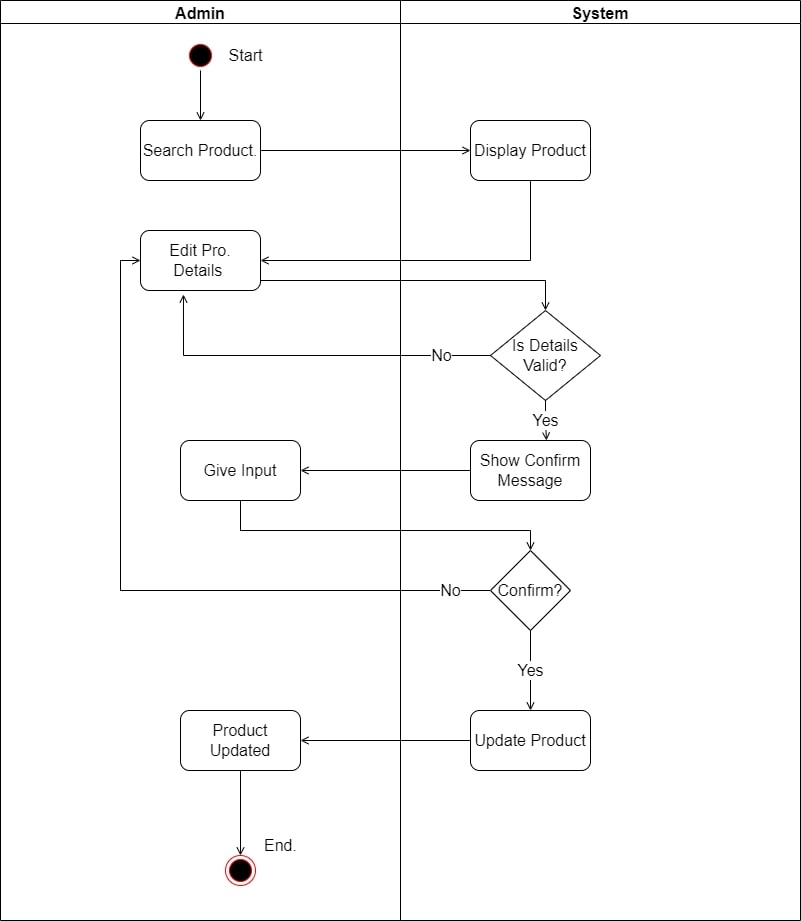 Admin
System
Start
Search Product.
Display Product
Edit Pro.
Details
Is Details
Valid?
No
Yes
Give Input
Show Confirm
Message
No
Confirm?
Yes
Product
Updated
Update Product
End.